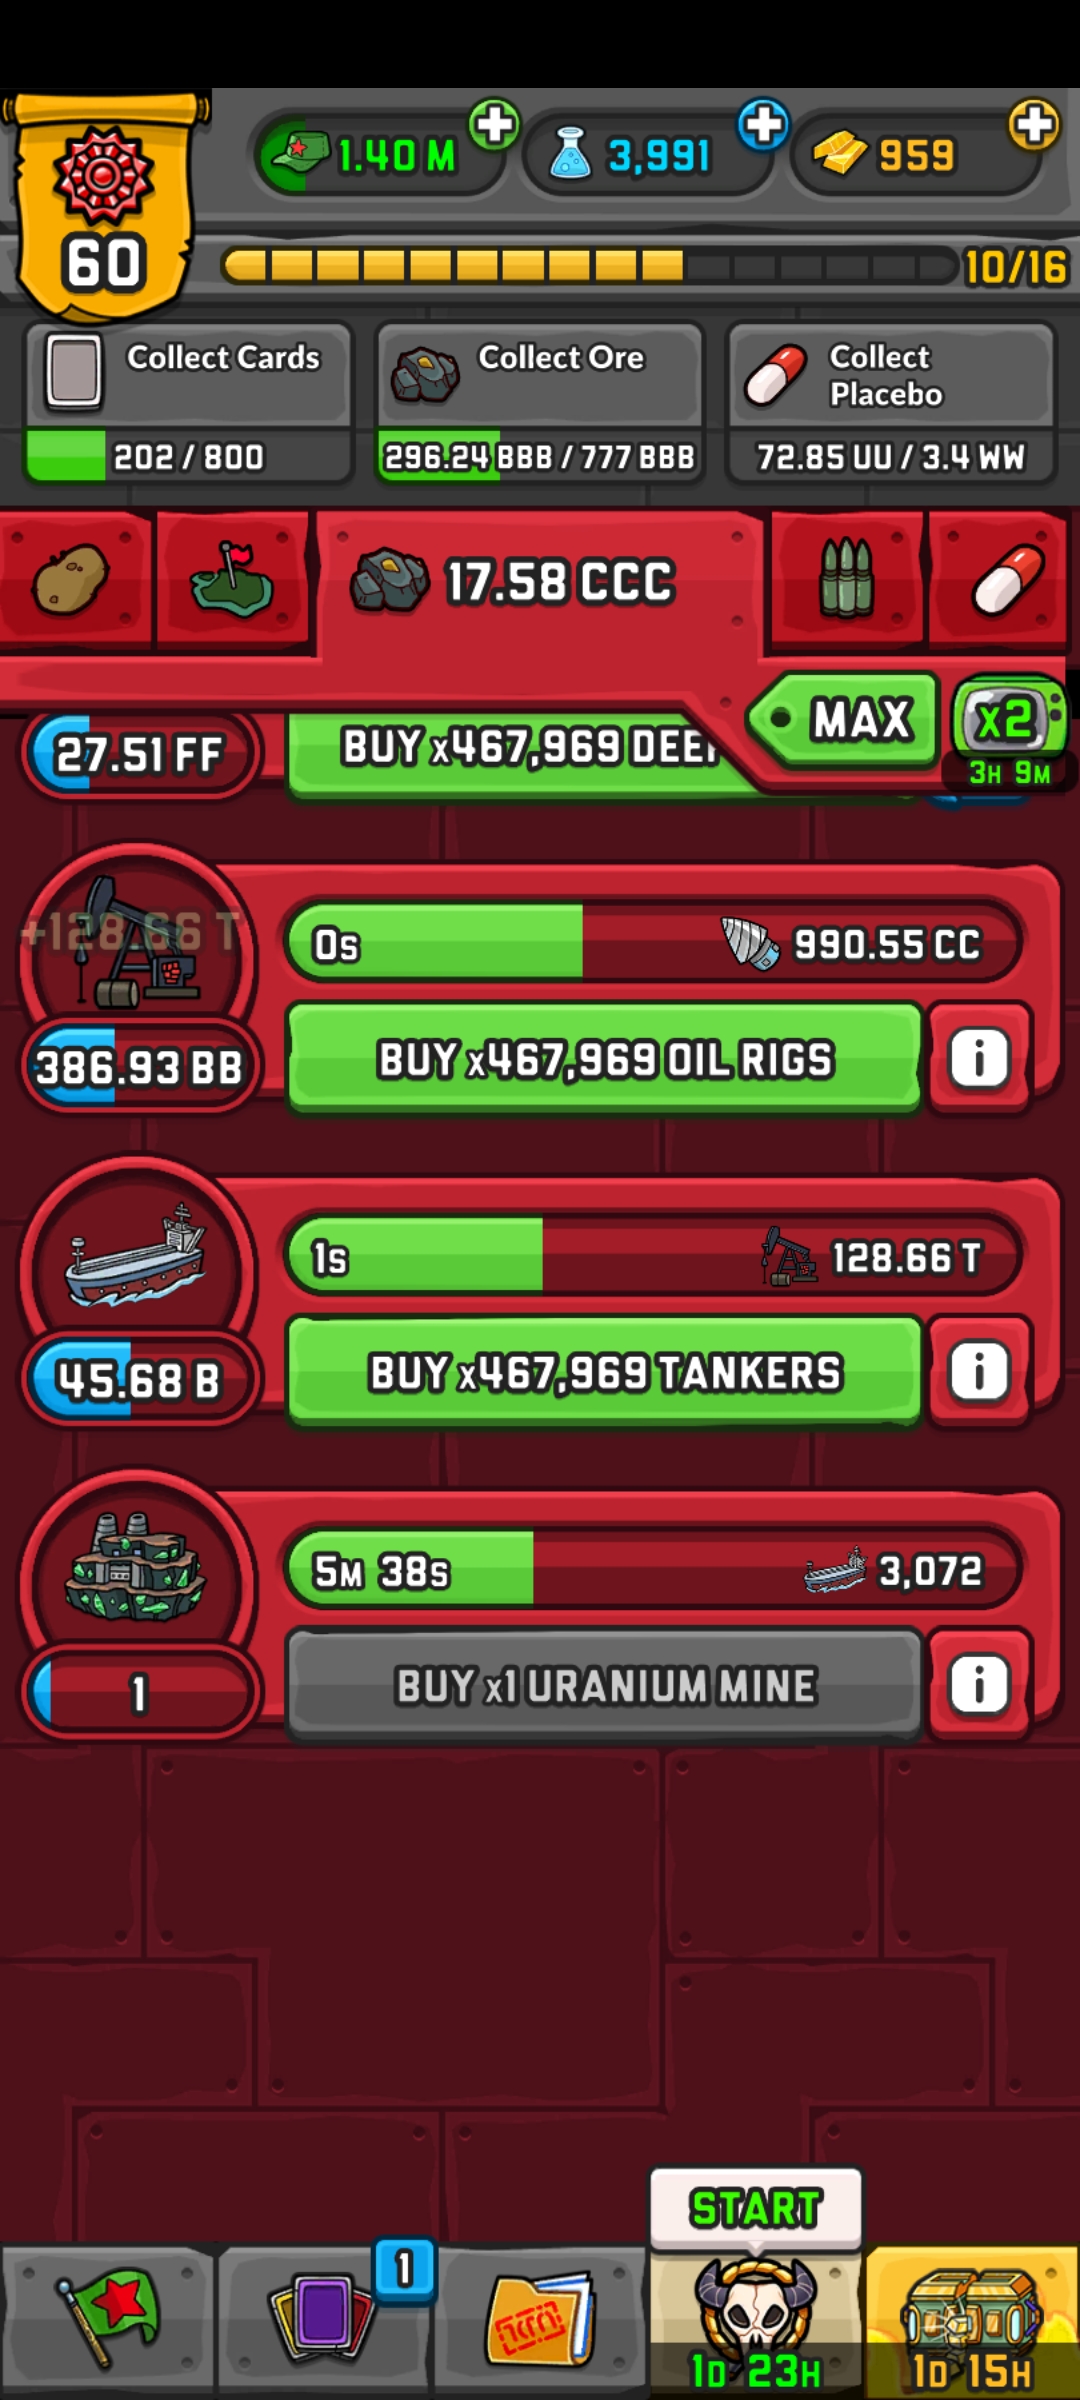 1.40 M
3,991
959
60
10/16
Collect Cards
202 / 800
Collect Ore
296.24 BBB / 777 BBB
Collect
Placebo
72.85 UU / 3.4 WW
17.58 CCC
MAX
x2
3H 9M
27.51 FF
BUY x467,969
+128.66 T
0s
990.55 CC
386.93 BB
BUY x467,969 OIL RIGS
i
1s
128.66 T
45.68 B
BUY x467,969 TANKERS
i
5M 38s
3,072
1
BUY x1 URANIUM MINE
i
START
1
1D 23H
1D 15H